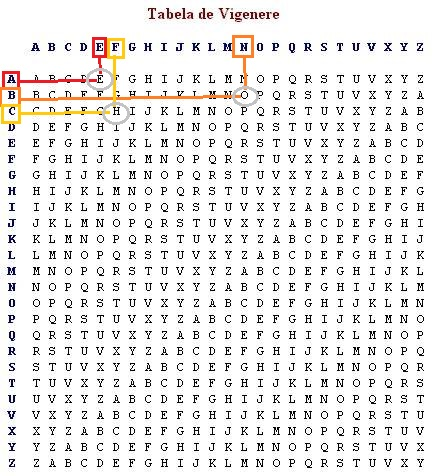 Tabela de Vigenere
A B C D E F G H I J K L M N O P Q R S T U V X Y Z
A A B C D E F G H I J K L M N O P Q R S T U V X Y Z
B B C D E F G H I J K L M N O P Q R S T U V X Y Z A
C C D E F G H I J K L M N O P Q R S T U V X Y Z A B
D D E F G H I J K L M N O P Q R S T U V X Y Z A B C
E E F G H I J K L M N O P Q R S T U V X Y Z A B C D
F F G H I J K L M N O P Q R S T U V X Y Z A B C D E
G G H I J K L M N O P Q R S T U V X Y Z A B C D E F
H H I J K L M N O P Q R S T U V X Y Z A B C D E F G
I I J K L M N O P Q R S T U V X Y Z A B C D E F G H
J J K L M N O P Q R S T U V X Y Z A B C D E F G H I
K K L M N O P Q R S T U V X Y Z A B C D E F G H I J
L L M N O P Q R S T U V X Y Z A B C D E F G H I J K
M M N O P Q R S T U V X Y Z A B C D E F G H I J K L
N N O P Q R S T U V X Y Z A B C D E F G H I J K L M
O O P Q R S T U V X Y Z A B C D E F G H I J K L M N
P P Q R S T U V X Y Z A B C D E F G H I J K L M N O
Q Q R S T U V X Y Z A B C D E F G H I J K L M N O P
R R S T U V X Y Z A B C D E F G H I J K L M N O P Q
S S T U V X Y Z A B C D E F G H I J K L M N O P Q R
T T U V X Y Z A B C D E F G H I J K L M N O P Q R S
U U V X Y Z A B C D E F G H I J K L M N O P Q R S T
V V X Y Z A B C D E F G H I J K L M N O P Q R S T U
X X Y Z A B C D E F G H I J K L M N O P Q R S T U V
Y Y Z A B C D E F G H I J K L M N O P Q R S T U V X
Z Z A B C D E F G H I J K L M N O P Q R S T U V X Y